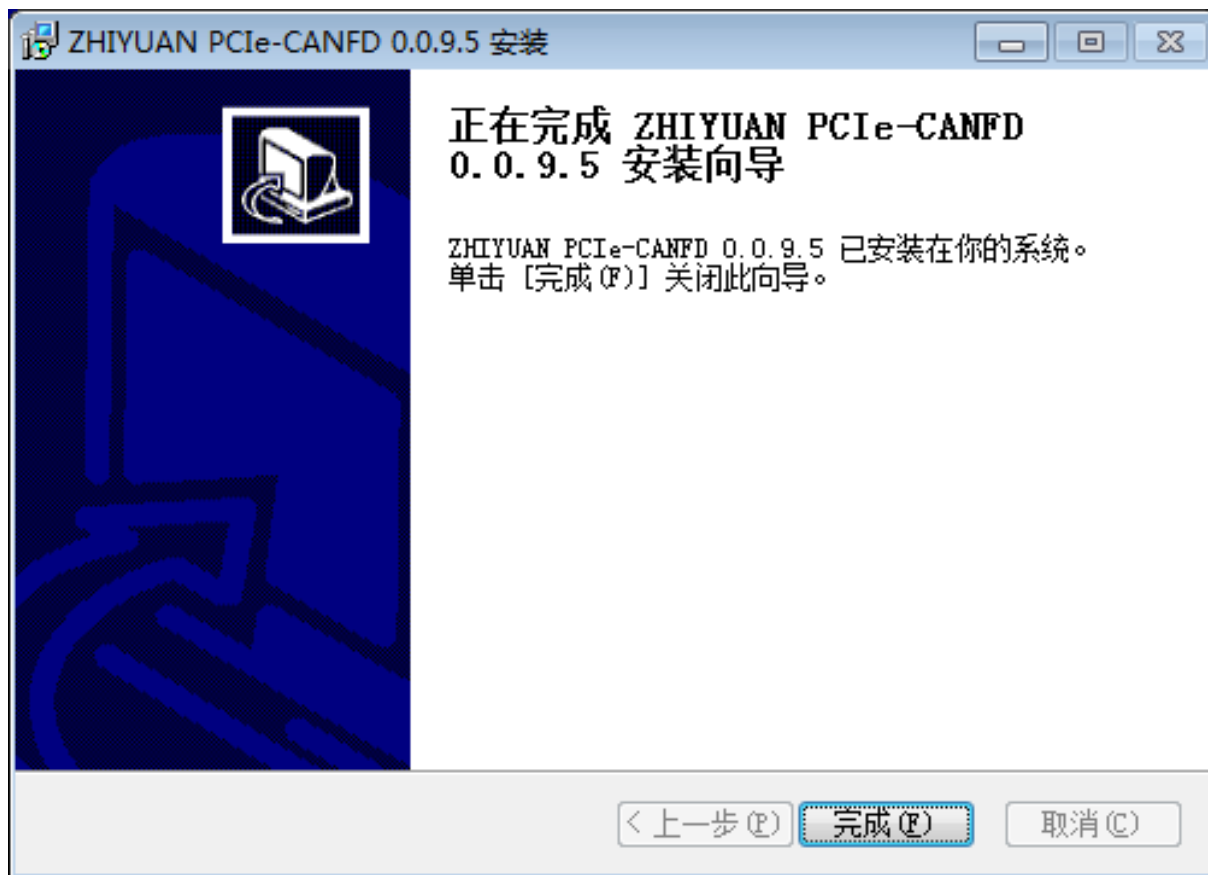 ZHIYUAN PCIe-CANFD 0.0.9.5 安装
正在完成 ZHIYUAN PCIe-CANFD
0.0.9.5 安装向导
ZHIYUAN PCIe-CANFD 0.0.9.5 已安装在你的系统。
单击 [完成(F)] 关闭此向导。
< 上一步(P) 完成(F) 取消(C)